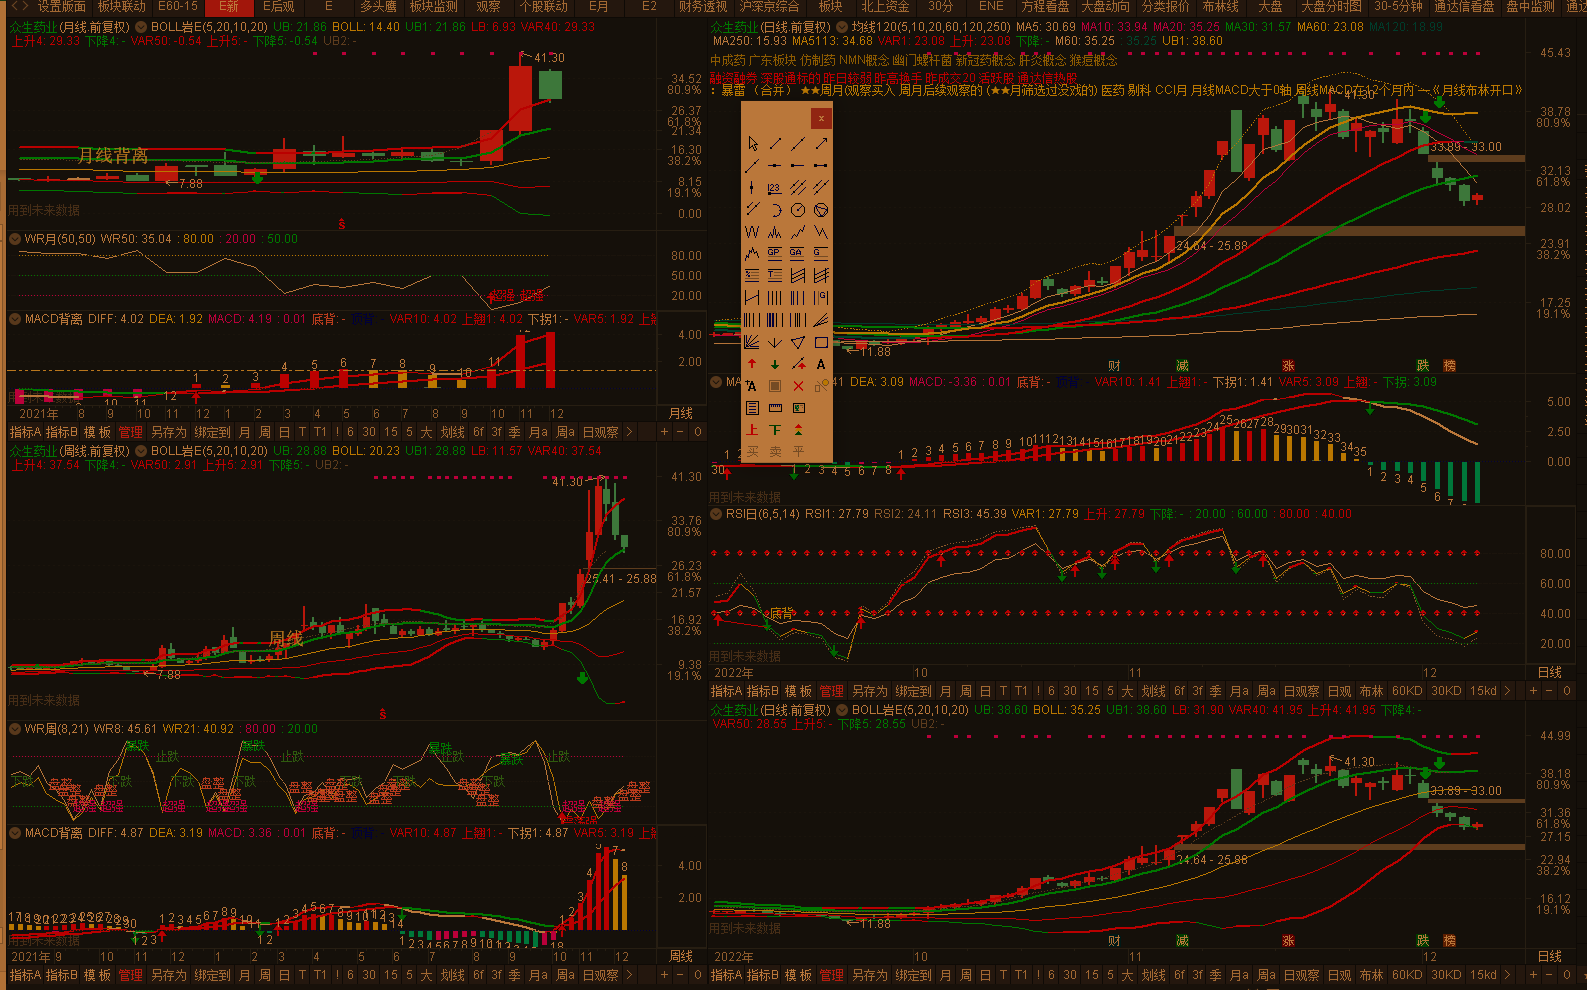 设置版面 板块联动 E60-15 E新 E后观 E 多头鹰 板块监测 观察 个股联动 E月 E2 财务透视 沪深京综合 板块 北上资金 30分 ENE 方程看盘 大盘动向 分类报价 布林线 大盘 大盘分时图 30-5分钟 通达信看盘 盘中监测
众生药业(月线.前复权) BOLL岩E(5,20,10,20) UB: 21.86 BOLL: 14.40 UB1: 21.86 LB: 6.93 VAR40: 29.33
上升4: 29.33 下降4: - VAR50: -0.54 上升5: - 下降5: -0.54 UB2: -
41.30
34.52
80.9%
26.37
61.8%
21.34
16.30
38.2%
8.15
19.1%
0.00
月线背离
7.88
用到未来数据
WR月(50,50) WR50: 35.04 : 80.00 : 20.00 : 50.00
80.00
50.00
20.00
超强 超强
MACD背离 DIFF: 4.02 DEA: 1.92 MACD: 4.19 : 0.01 底背: - 顶背: - VAR10: 4.02 上翘1: 4.02 下拐1: - VAR5: 1.92
4.00
2.00
2021年 8 9 10 11 12 1 2 3 4 5 6 7 8 9 10 11 12 月线
指标A 指标B 模板 管理 另存为 绑定到 月 周 日 T T1 ! 6 30 15 5 大 划线 6f 3f 季 月a 周a 日观察
众生药业(周线.前复权) BOLL岩E(5,20,10,20) UB: 28.88 BOLL: 20.23 UB1: 28.88 LB: 11.57 VAR40: 37.54
上升4: 37.54 下降4: - VAR50: 2.91 上升5: 2.91 下降5: - UB2: -
41.30
41.30
33.76
80.9%
26.23
61.8%
21.57
16.92
38.2%
9.38
19.1%
25.41 - 25.88
周线
7.88
用到未来数据
WR周(8,21) WR8: 45.61 WR21: 40.92 : 80.00 : 20.00
暴跌 止跌 下跌 盘整 超强
MACD背离 DIFF: 4.87 DEA: 3.19 MACD: 3.36 : 0.01 底背: - 顶背: - VAR10: 4.87 上翘1: - 下拐1: 4.87 VAR5: 3.19
4.00
2.00
用到未来数据
2021年 9 10 11 12 1 2 3 4 5 6 7 8 9 10 11 12 周线
指标A 指标B 模板 管理 另存为 绑定到 月 周 日 T T1 ! 6 30 15 5 大 划线 6f 3f 季 月a 周a 日观察
众生药业(日线.前复权) 均线120(5,10,20,60,120,250) MA5: 30.69 MA10: 33.94 MA20: 35.25 MA30: 31.57 MA60: 23.08 MA120: 18.99
MA250: 15.93 MA5113: 34.68 VAR1: 23.08 上升: 23.08 下降: - M60: 35.25 : 35.25 UB1: 38.60
中成药 广东板块 仿制药 NMN概念 幽门螺杆菌 新冠药概念 肝炎概念 猴痘概念
融资融券 深股通标的 昨日较弱 昨高换手 昨成交20 活跃股 通达信热股
: 暴雷 (合并) ★★周月(观察买入 周月后续观察的 (★★月筛选过没戏的) 医药 剔科 CCI月 月线MACD大于0轴 周线MACD在12个月内 —《月线布林开口》
45.43
38.78
80.9%
32.13
61.8%
28.02
23.91
38.2%
17.25
19.1%
41.30
33.89 - 33.00
24.64 - 25.88
11.88
财 减 涨 跌 榜
买 卖 平
41 DEA: 3.09 MACD: -3.36 : 0.01 底背: - 顶背: - VAR10: 1.41 上翘1: - 下拐1: 1.41 VAR5: 3.09 上翘: - 下拐: 3.09
5.00
2.50
0.00
用到未来数据
RSI日(6,5,14) RSI1: 27.79 RSI2: 24.11 RSI3: 45.39 VAR1: 27.79 上升: 27.79 下降: - : 20.00 : 60.00 : 80.00 : 40.00
80.00
60.00
40.00
20.00
底背
用到未来数据
2022年 10 11 12 日线
指标A 指标B 模板 管理 另存为 绑定到 月 周 日 T T1 ! 6 30 15 5 大 划线 6f 3f 季 月a 周a 日观察 日观 布林 60KD 30KD 15kd
众生药业(日线.前复权) BOLL岩E(5,20,10,20) UB: 38.60 BOLL: 35.25 UB1: 38.60 LB: 31.90 VAR40: 41.95 上升4: 41.95 下降4: -
VAR50: 28.55 上升5: - 下降5: 28.55 UB2: -
44.99
38.18
80.9%
31.36
61.8%
27.15
22.94
38.2%
16.12
19.1%
41.30
33.89 - 33.00
24.64 - 25.88
11.88
用到未来数据
财 减 涨 跌 榜
2022年 10 11 12 日线
指标A 指标B 模板 管理 另存为 绑定到 月 周 日 T T1 ! 6 30 15 5 大 划线 6f 3f 季 月a 周a 日观察 日观 布林 60KD 30KD 15kd